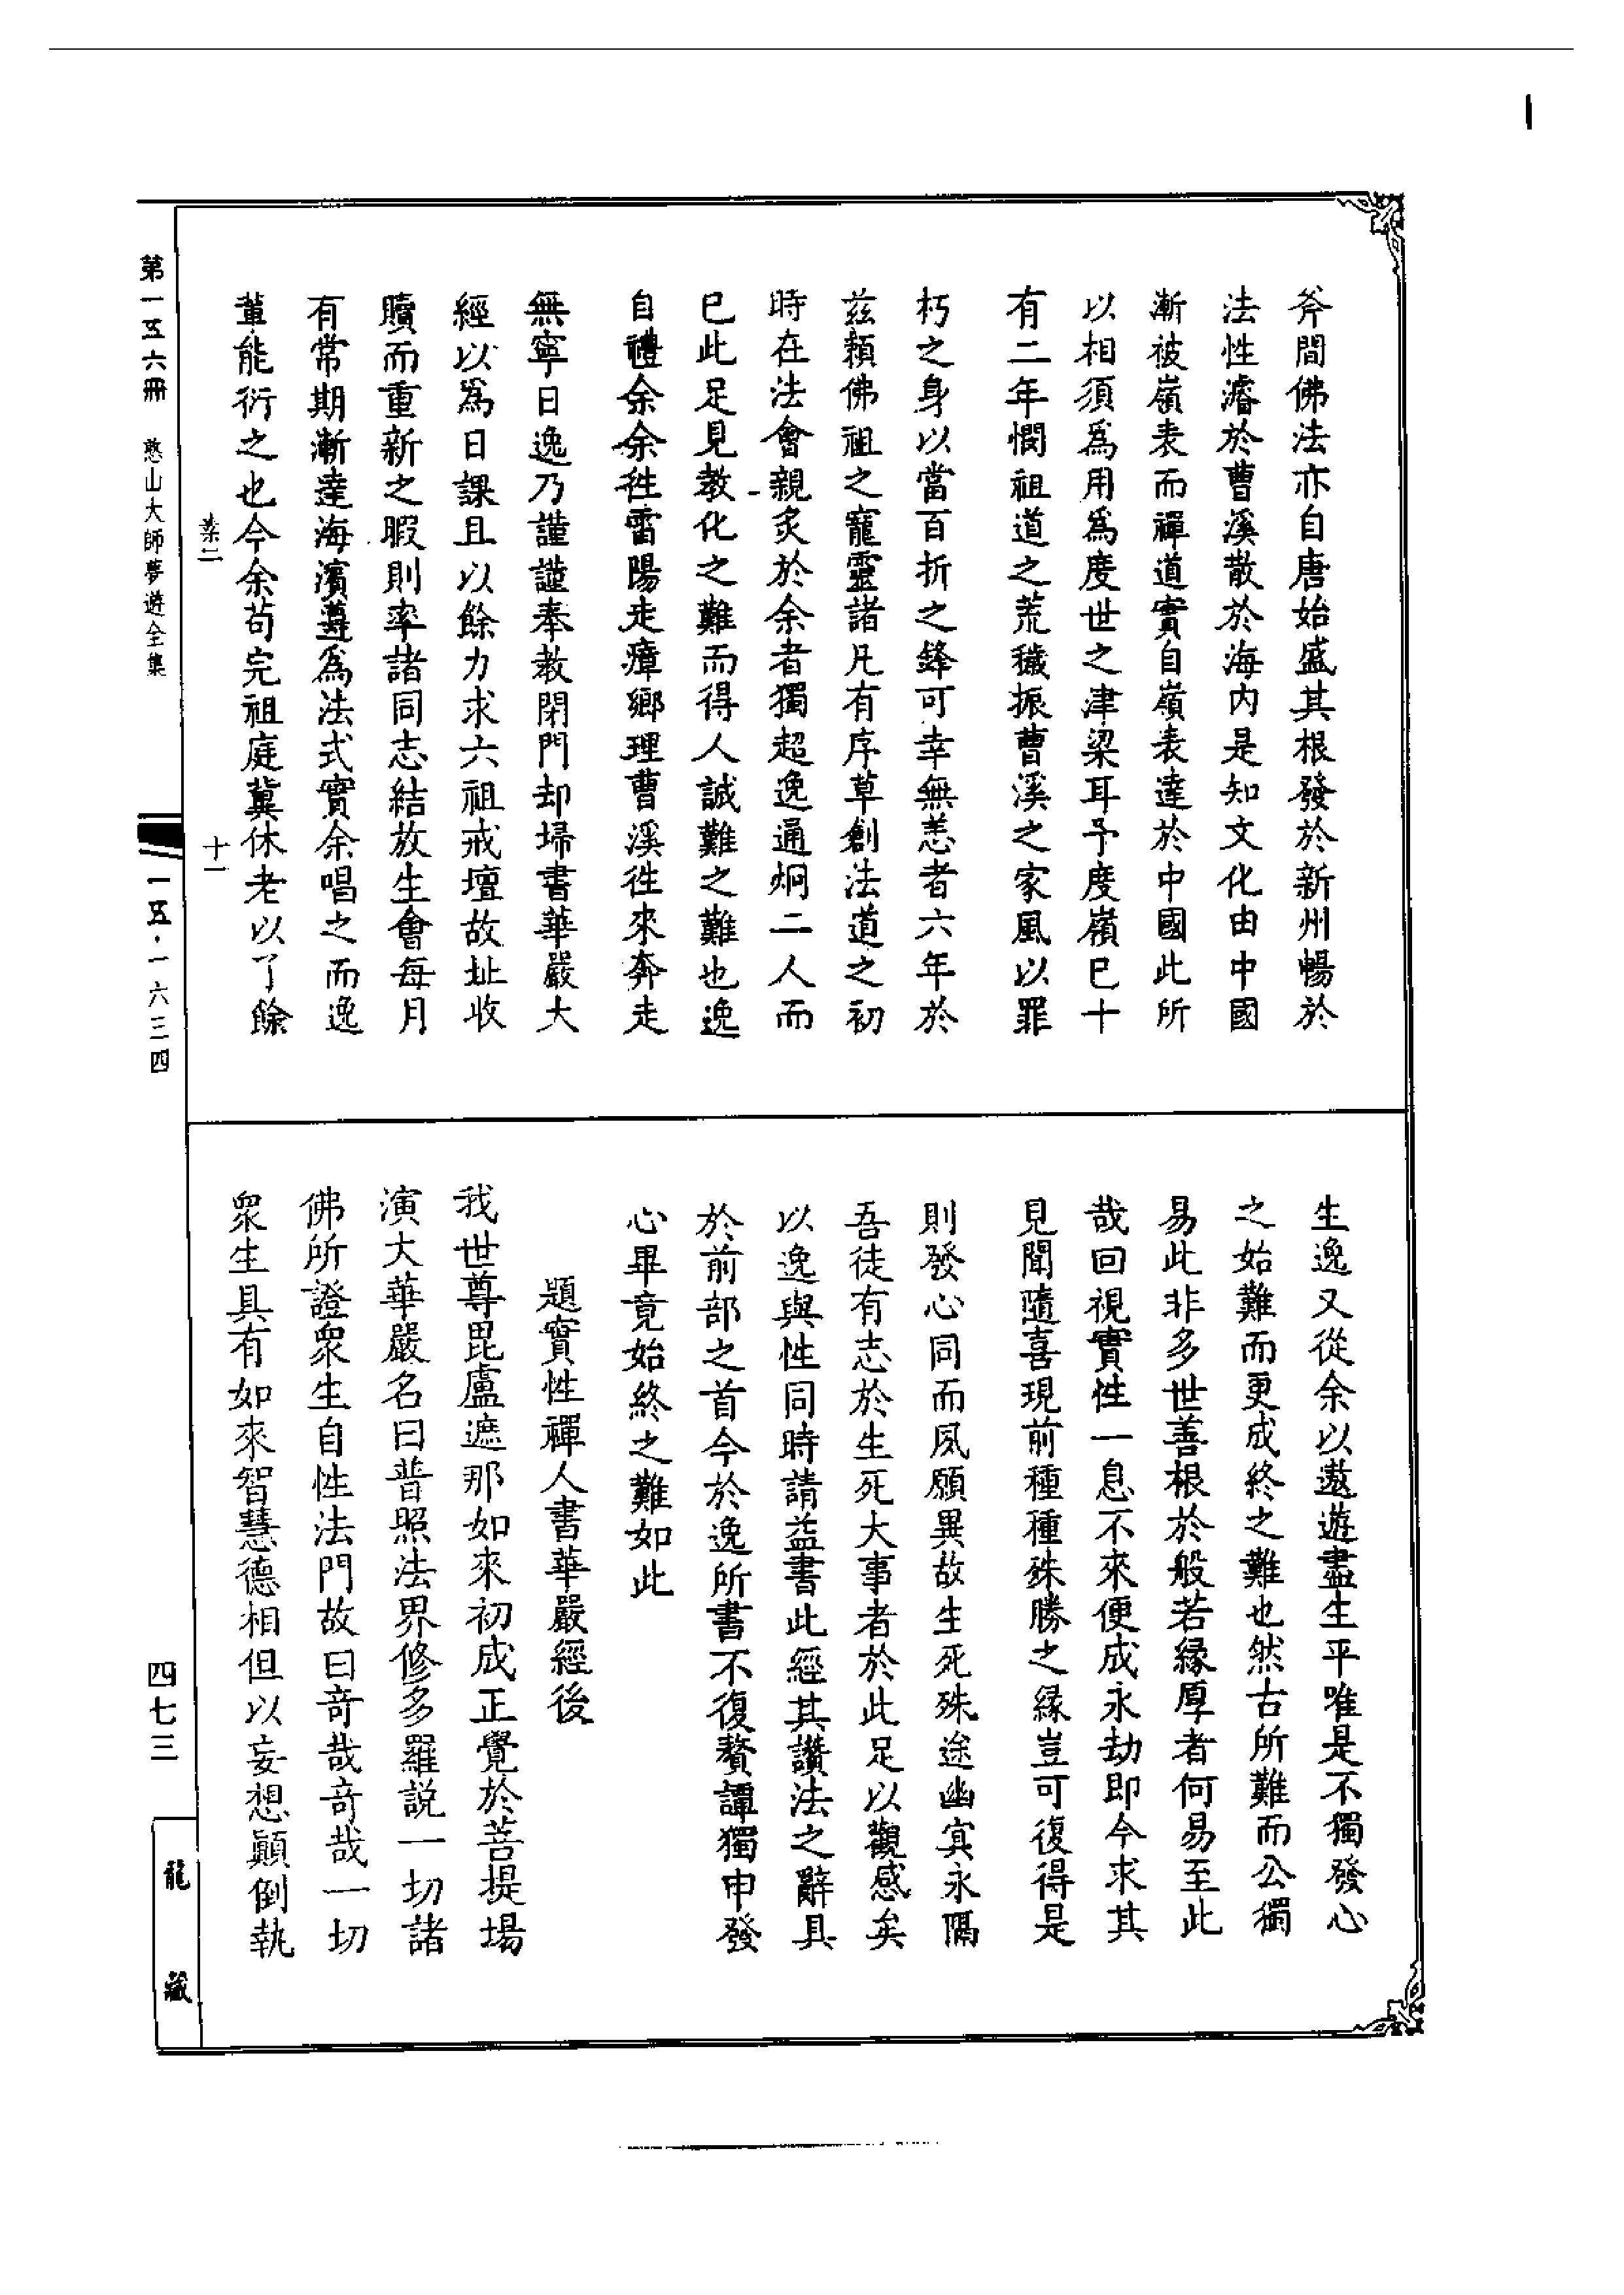 斧間佛法亦自唐始盛其根發於新州暢於
法性濬於曹溪散於海内是知文化由中國
漸被嶺表而禪道實自嶺表達於中國此所
以相須爲用爲度世之津梁耳予度嶺已十
有二年憫祖道之荒穢振曹溪之家風以罪
朽之身以當百折之鋒可幸無恙者六年於
兹賴佛祖之寵靈諸凡有序草創法道之初
時在法會親炙於余者獨超逸通炯二人而
已此足見教化之難而得人誠難之難也逸
自禮余余徃雷陽走瘴鄉理曹溪徃來奔走
無寧日逸乃謹謹奉教閉門却埽書華嚴大
經以爲日課且以餘力求六祖戒壇故址收
贖而重新之暇則率諸同志結放生會每月
有常期漸達海濱遵爲法式實余唱之而逸
輩能衍之也今余苟完祖庭冀休老以了餘
生逸又從余以遨遊盡生平唯是不獨發心
之始難而更成終之難也然古所難而公獨
易此非多世善根於般若緣厚者何易至此
哉回視實性一息不來便成永劫即今求其
見聞隨喜現前種種殊勝之緣豈可復得是
則發心同而夙願異故生死殊途幽冥永隔
吾徒有志於生死大事者於此足以觀感矣
以逸與性同時請益書此經其讚法之辭具
於前部之首今於逸所書不復贅譚獨申發
心畢竟始終之難如此
題實性禪人書華嚴經後
我世尊毘盧遮那如來初成正覺於菩提場
演大華嚴名曰普照法界修多羅説一切諸
佛所證衆生自性法門故曰奇哉奇哉一切
衆生具有如來智慧德相但以妄想顚倒執
第一五六冊 憨山大師夢遊全集
業二 十一
一五·一六三四
四七三
龍藏